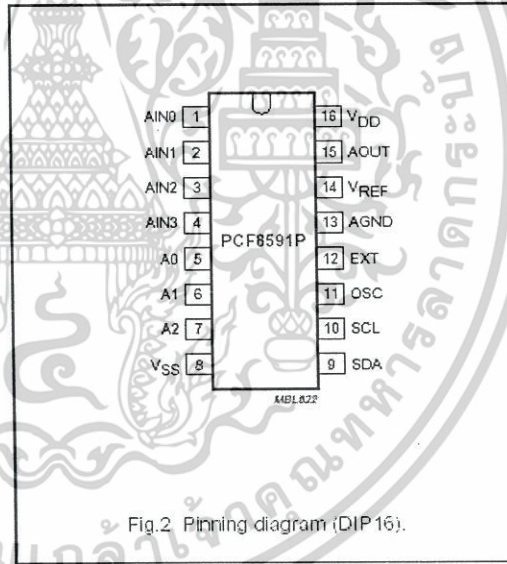 AIN0 1 16 VDD
AIN1 2 15 AOUT
AIN2 3 14 VREF
AIN3 4 13 AGND
PCF8591P
A0 5 12 EXT
A1 6 11 OSC
A2 7 10 SCL
VSS 8 9 SDA
MBL822
Fig.2 Pinning diagram (DIP16).